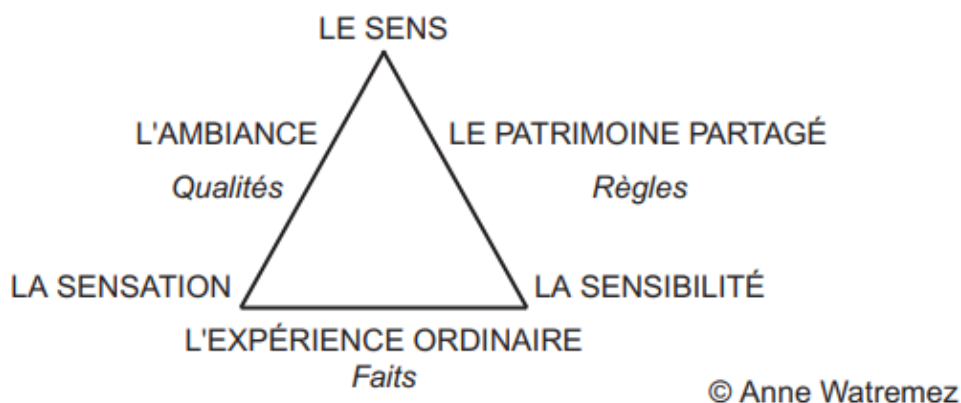 LE SENS
L'AMBIANCE
LE PATRIMOINE PARTAGÉ
Qualités
Règles
LA SENSATION
LA SENSIBILITÉ
L'EXPÉRIENCE ORDINAIRE
Faits
© Anne Watremez